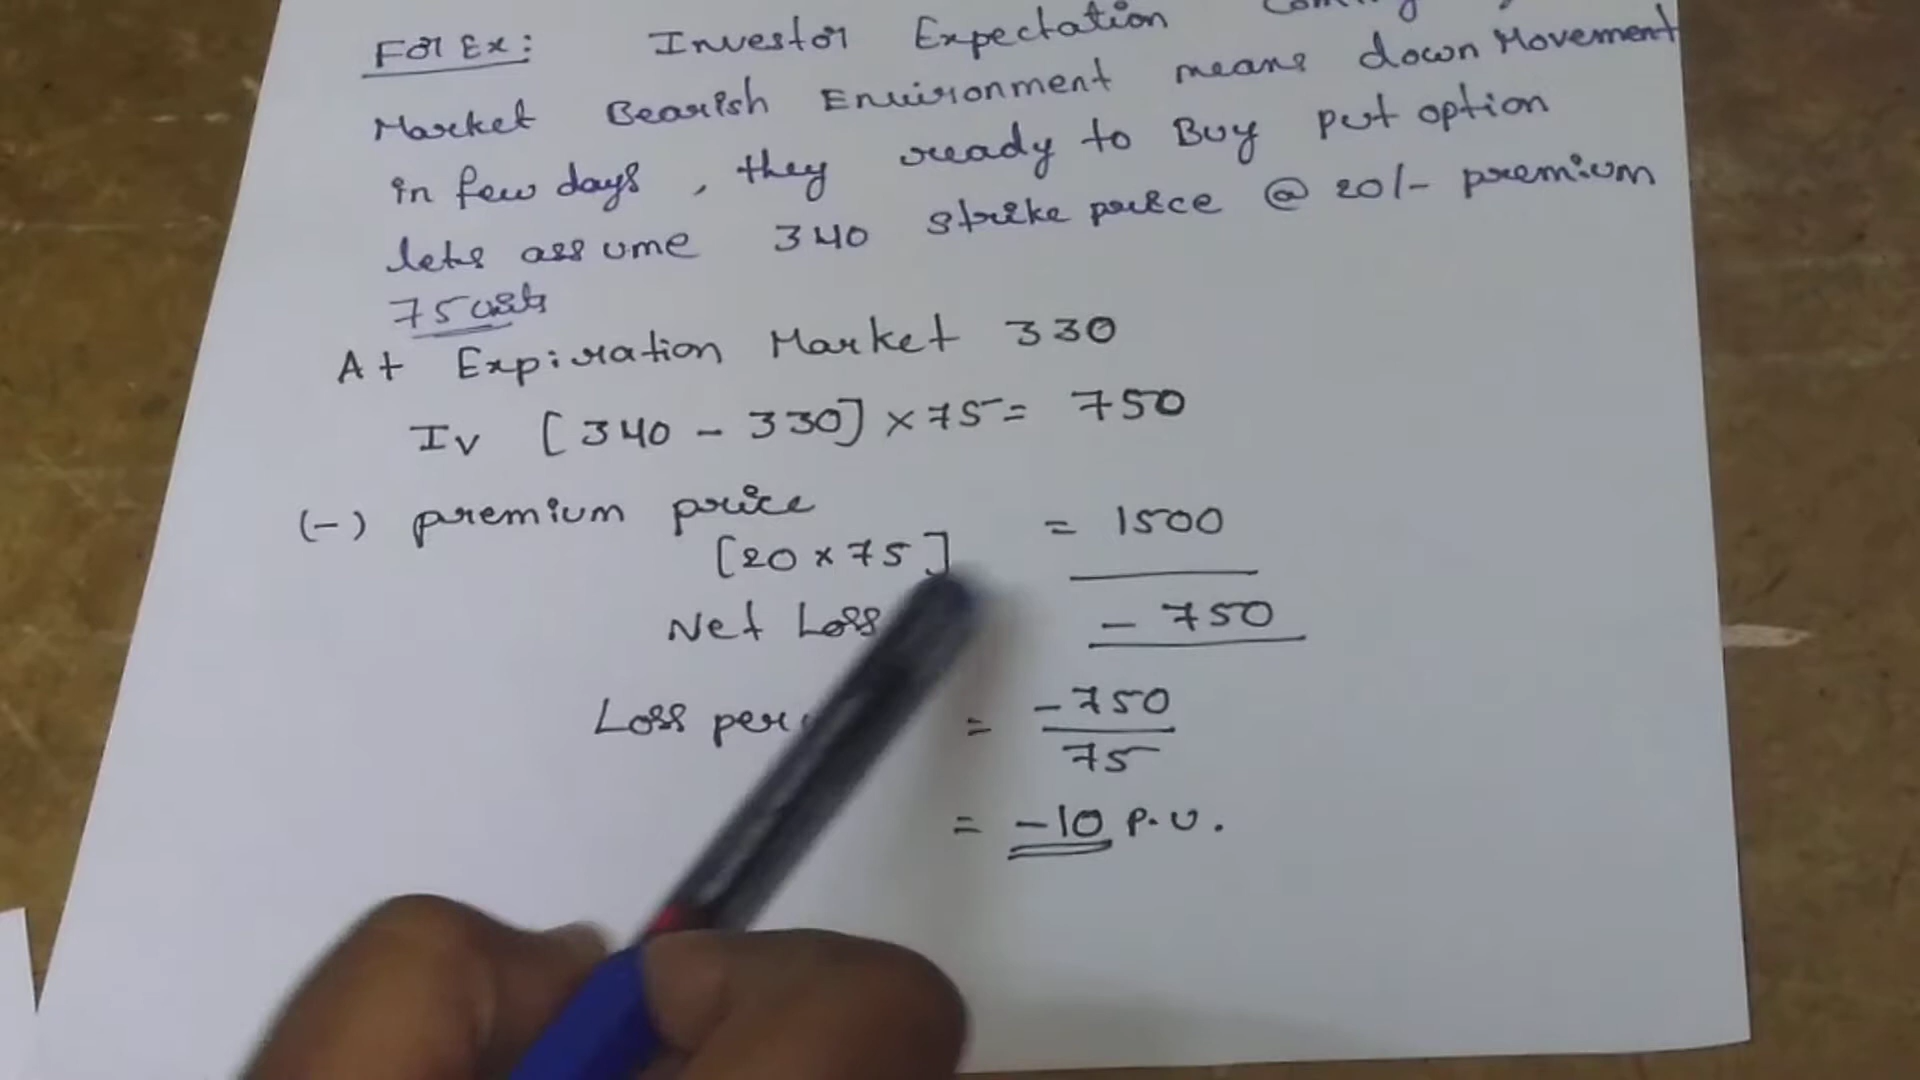 For Ex: Investor Expectation
Market Bearish Environment means down Movement
in few days, they ready to Buy put option
lets assume 340 strike price @ 20/- premium
75 units
At Expiration Market 330
IV [340 - 330] × 75 = 750
(-) premium price = 1500
[20 × 75]
Net Loss - 750
Loss per = -750
75
= -10 P.U.